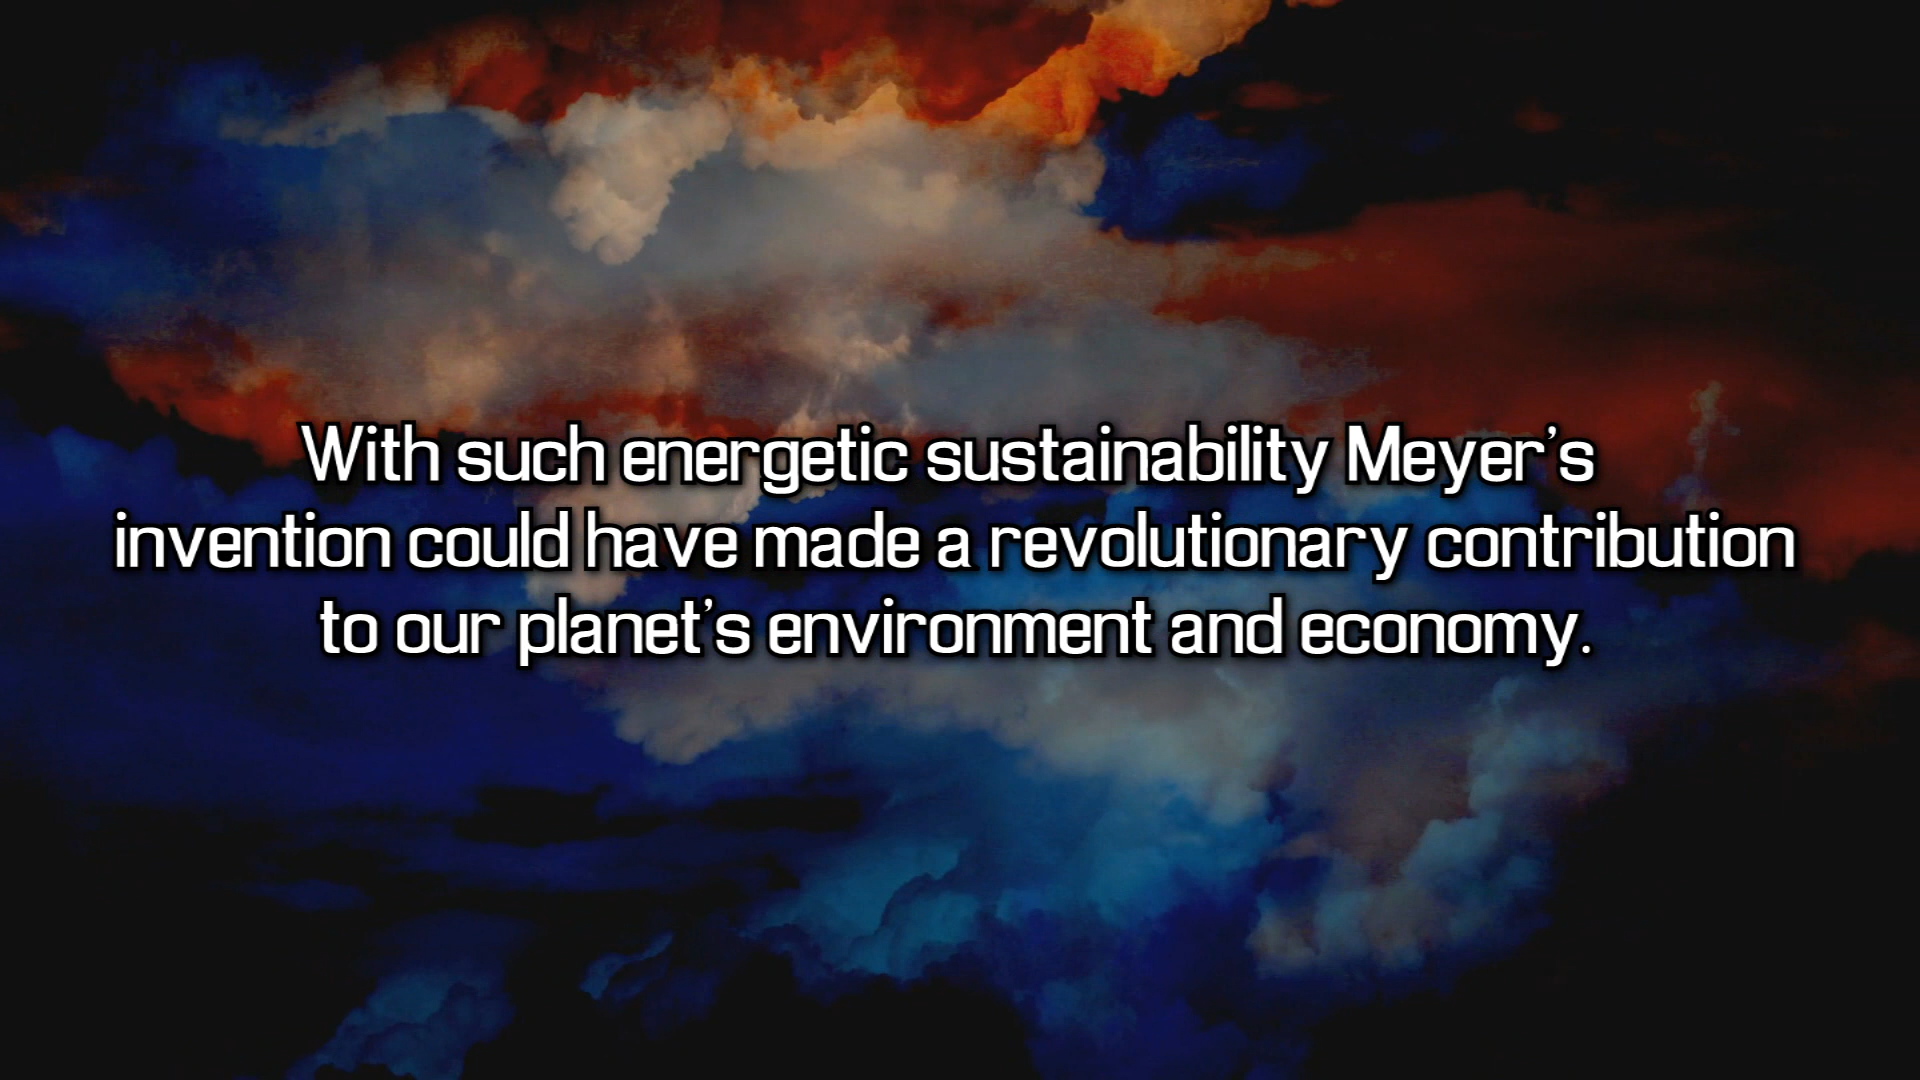 With such energetic sustainability Meyer's
invention could have made a revolutionary contribution
to our planet's environment and economy.